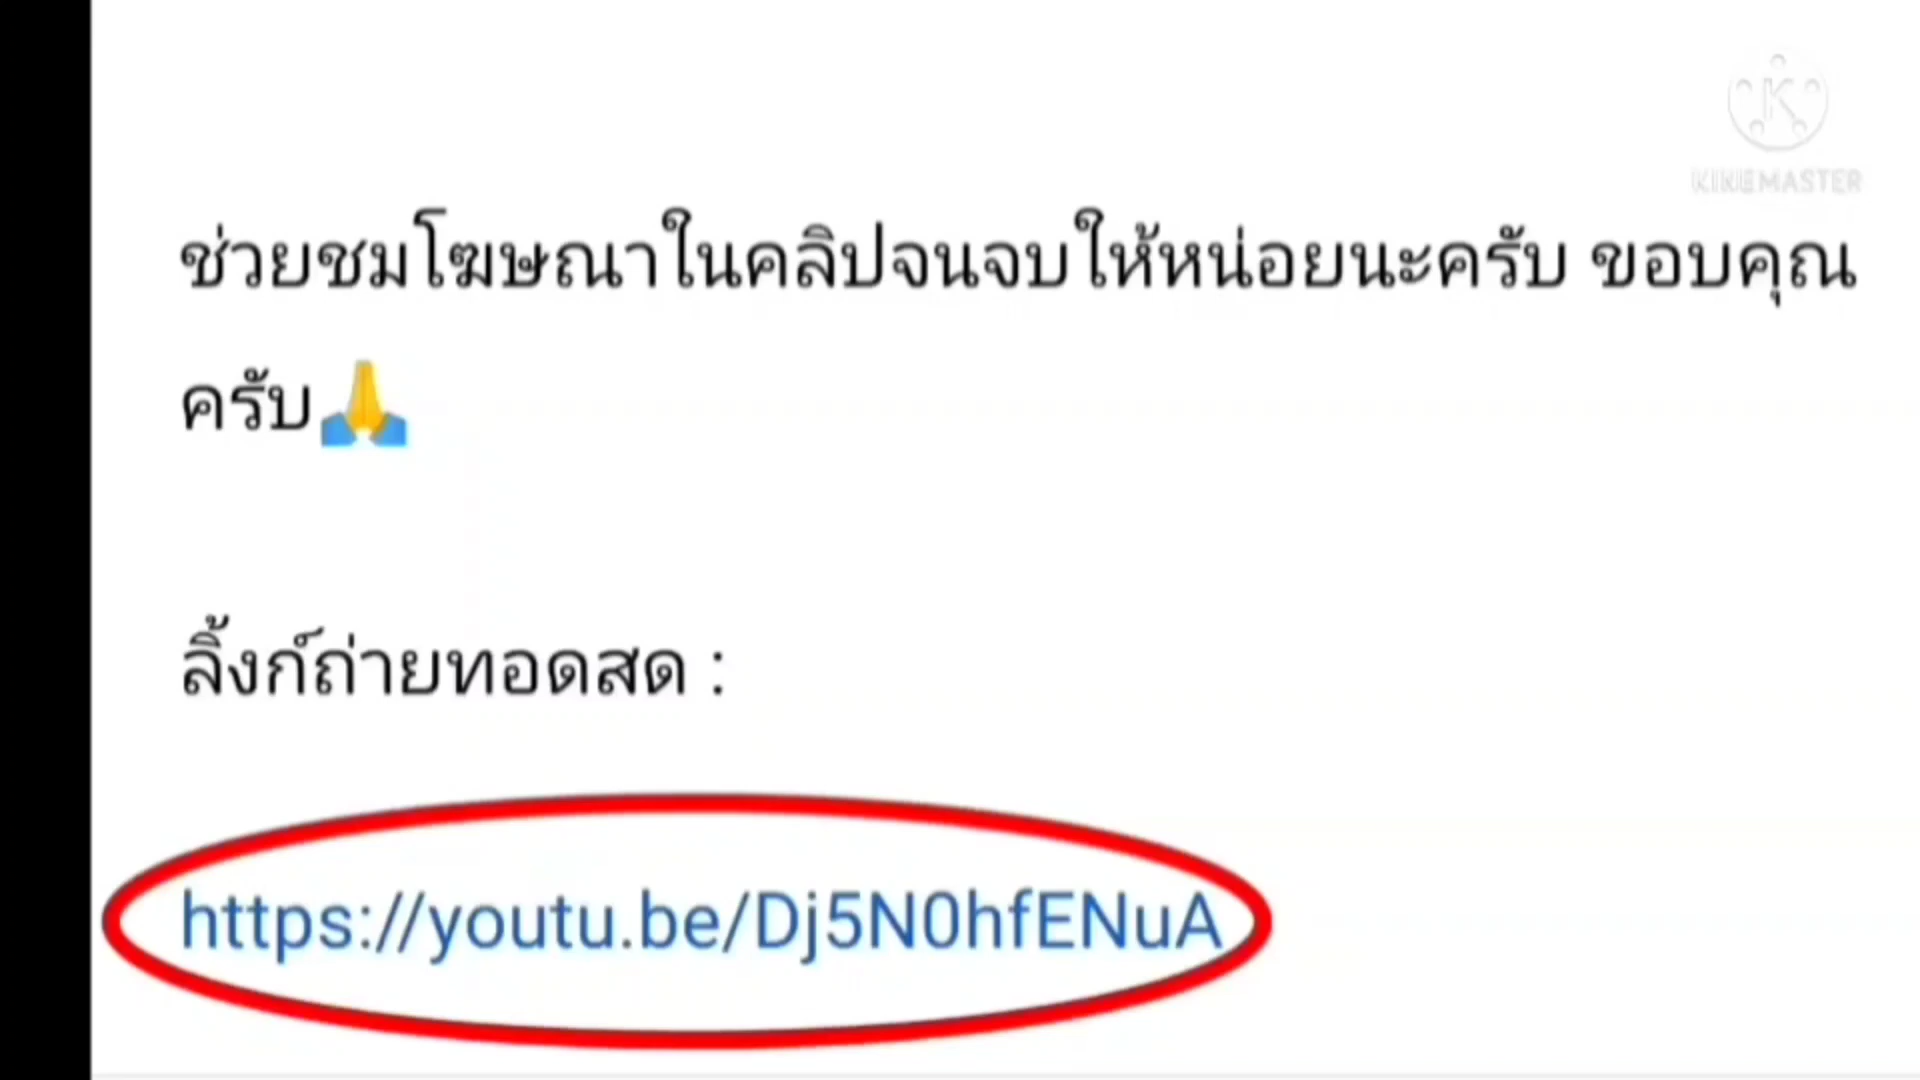 KINEMASTER
ช่วยชมโฆษณาในคลิปจนจบให้หน่อยนะครับ ขอบคุณ
ครับ🙏
ลิ้งก์ถ่ายทอดสด :
https://youtu.be/Dj5N0hfENuA